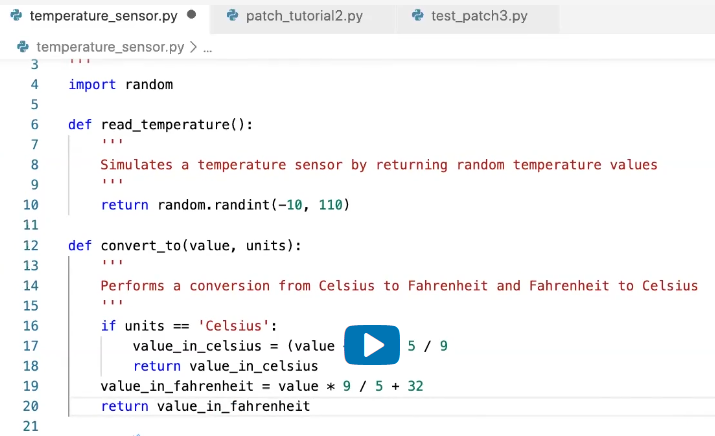 temperature_sensor.py ● patch_tutorial2.py test_patch3.py
temperature_sensor.py > ...
3 '''
4 import random
5
6 def read_temperature():
7 '''
8 Simulates a temperature sensor by returning random temperature values
9 '''
10 return random.randint(-10, 110)
11
12 def convert_to(value, units):
13 '''
14 Performs a conversion from Celsius to Fahrenheit and Fahrenheit to Celsius
15 '''
16 if units == 'Celsius':
17 value_in_celsius = (value 5 / 9
18 return value_in_celsius
19 value_in_fahrenheit = value * 9 / 5 + 32
20 return value_in_fahrenheit
21